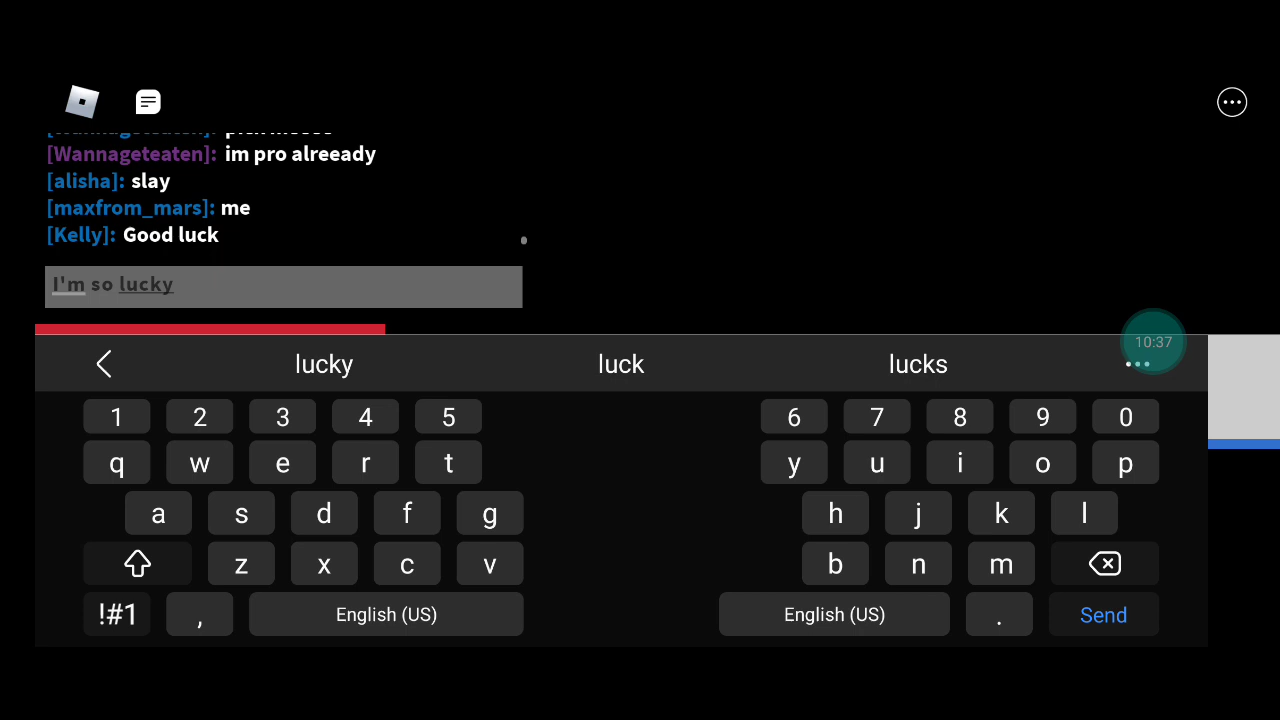 [Wannageteaten]: im pro alreeady
[alisha]: slay
[maxfrom_mars]: me
[Kelly]: Good luck
I'm so lucky
10:37
lucky luck lucks
1 2 3 4 5 6 7 8 9 0
q w e r t y u i o p
a s d f g h j k l
z x c v b n m
!#1 , English (US) English (US) . Send